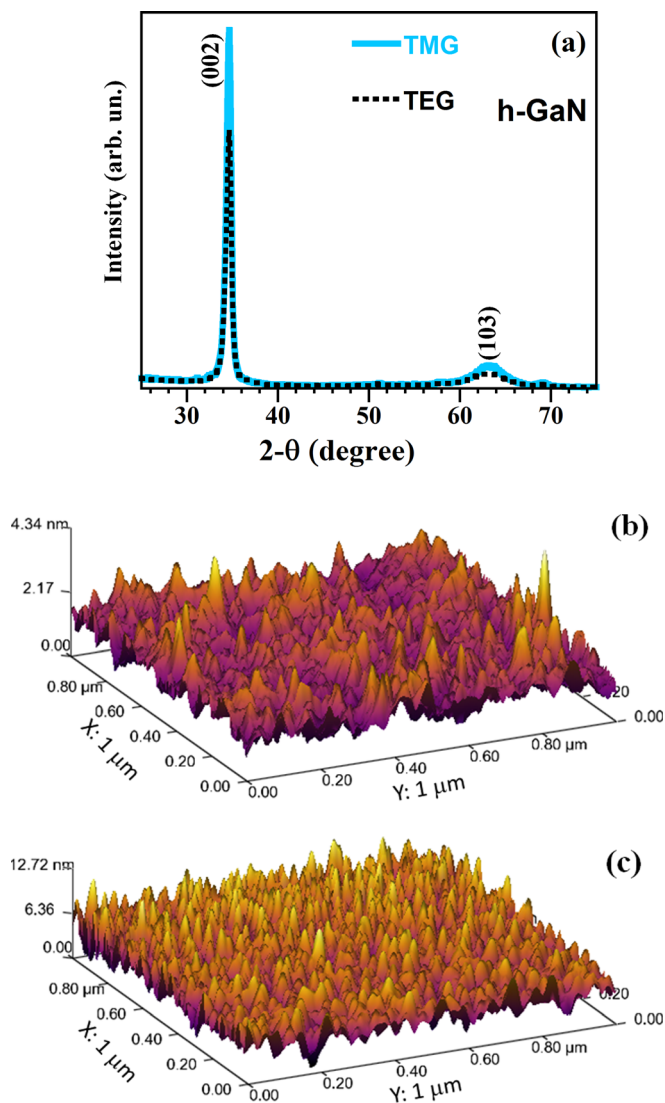 (a)
TMG
TEG
h-GaN
(002)
(103)
Intensity (arb. un.)
30 40 50 60 70
2-θ (degree)
(b)
4.34 nm
2.17
0.00
0.80 µm
0.60
0.40
0.20
0.00
X: 1 µm
0.00
0.20
0.40
0.60
0.80 µm
Y: 1 µm
0.00
(c)
12.72 nm
6.36
0.00
0.80 µm
0.60
0.40
0.20
0.00
X: 1 µm
0.00
0.20
0.40
0.60
0.80 µm
Y: 1 µm
0.20
0.00